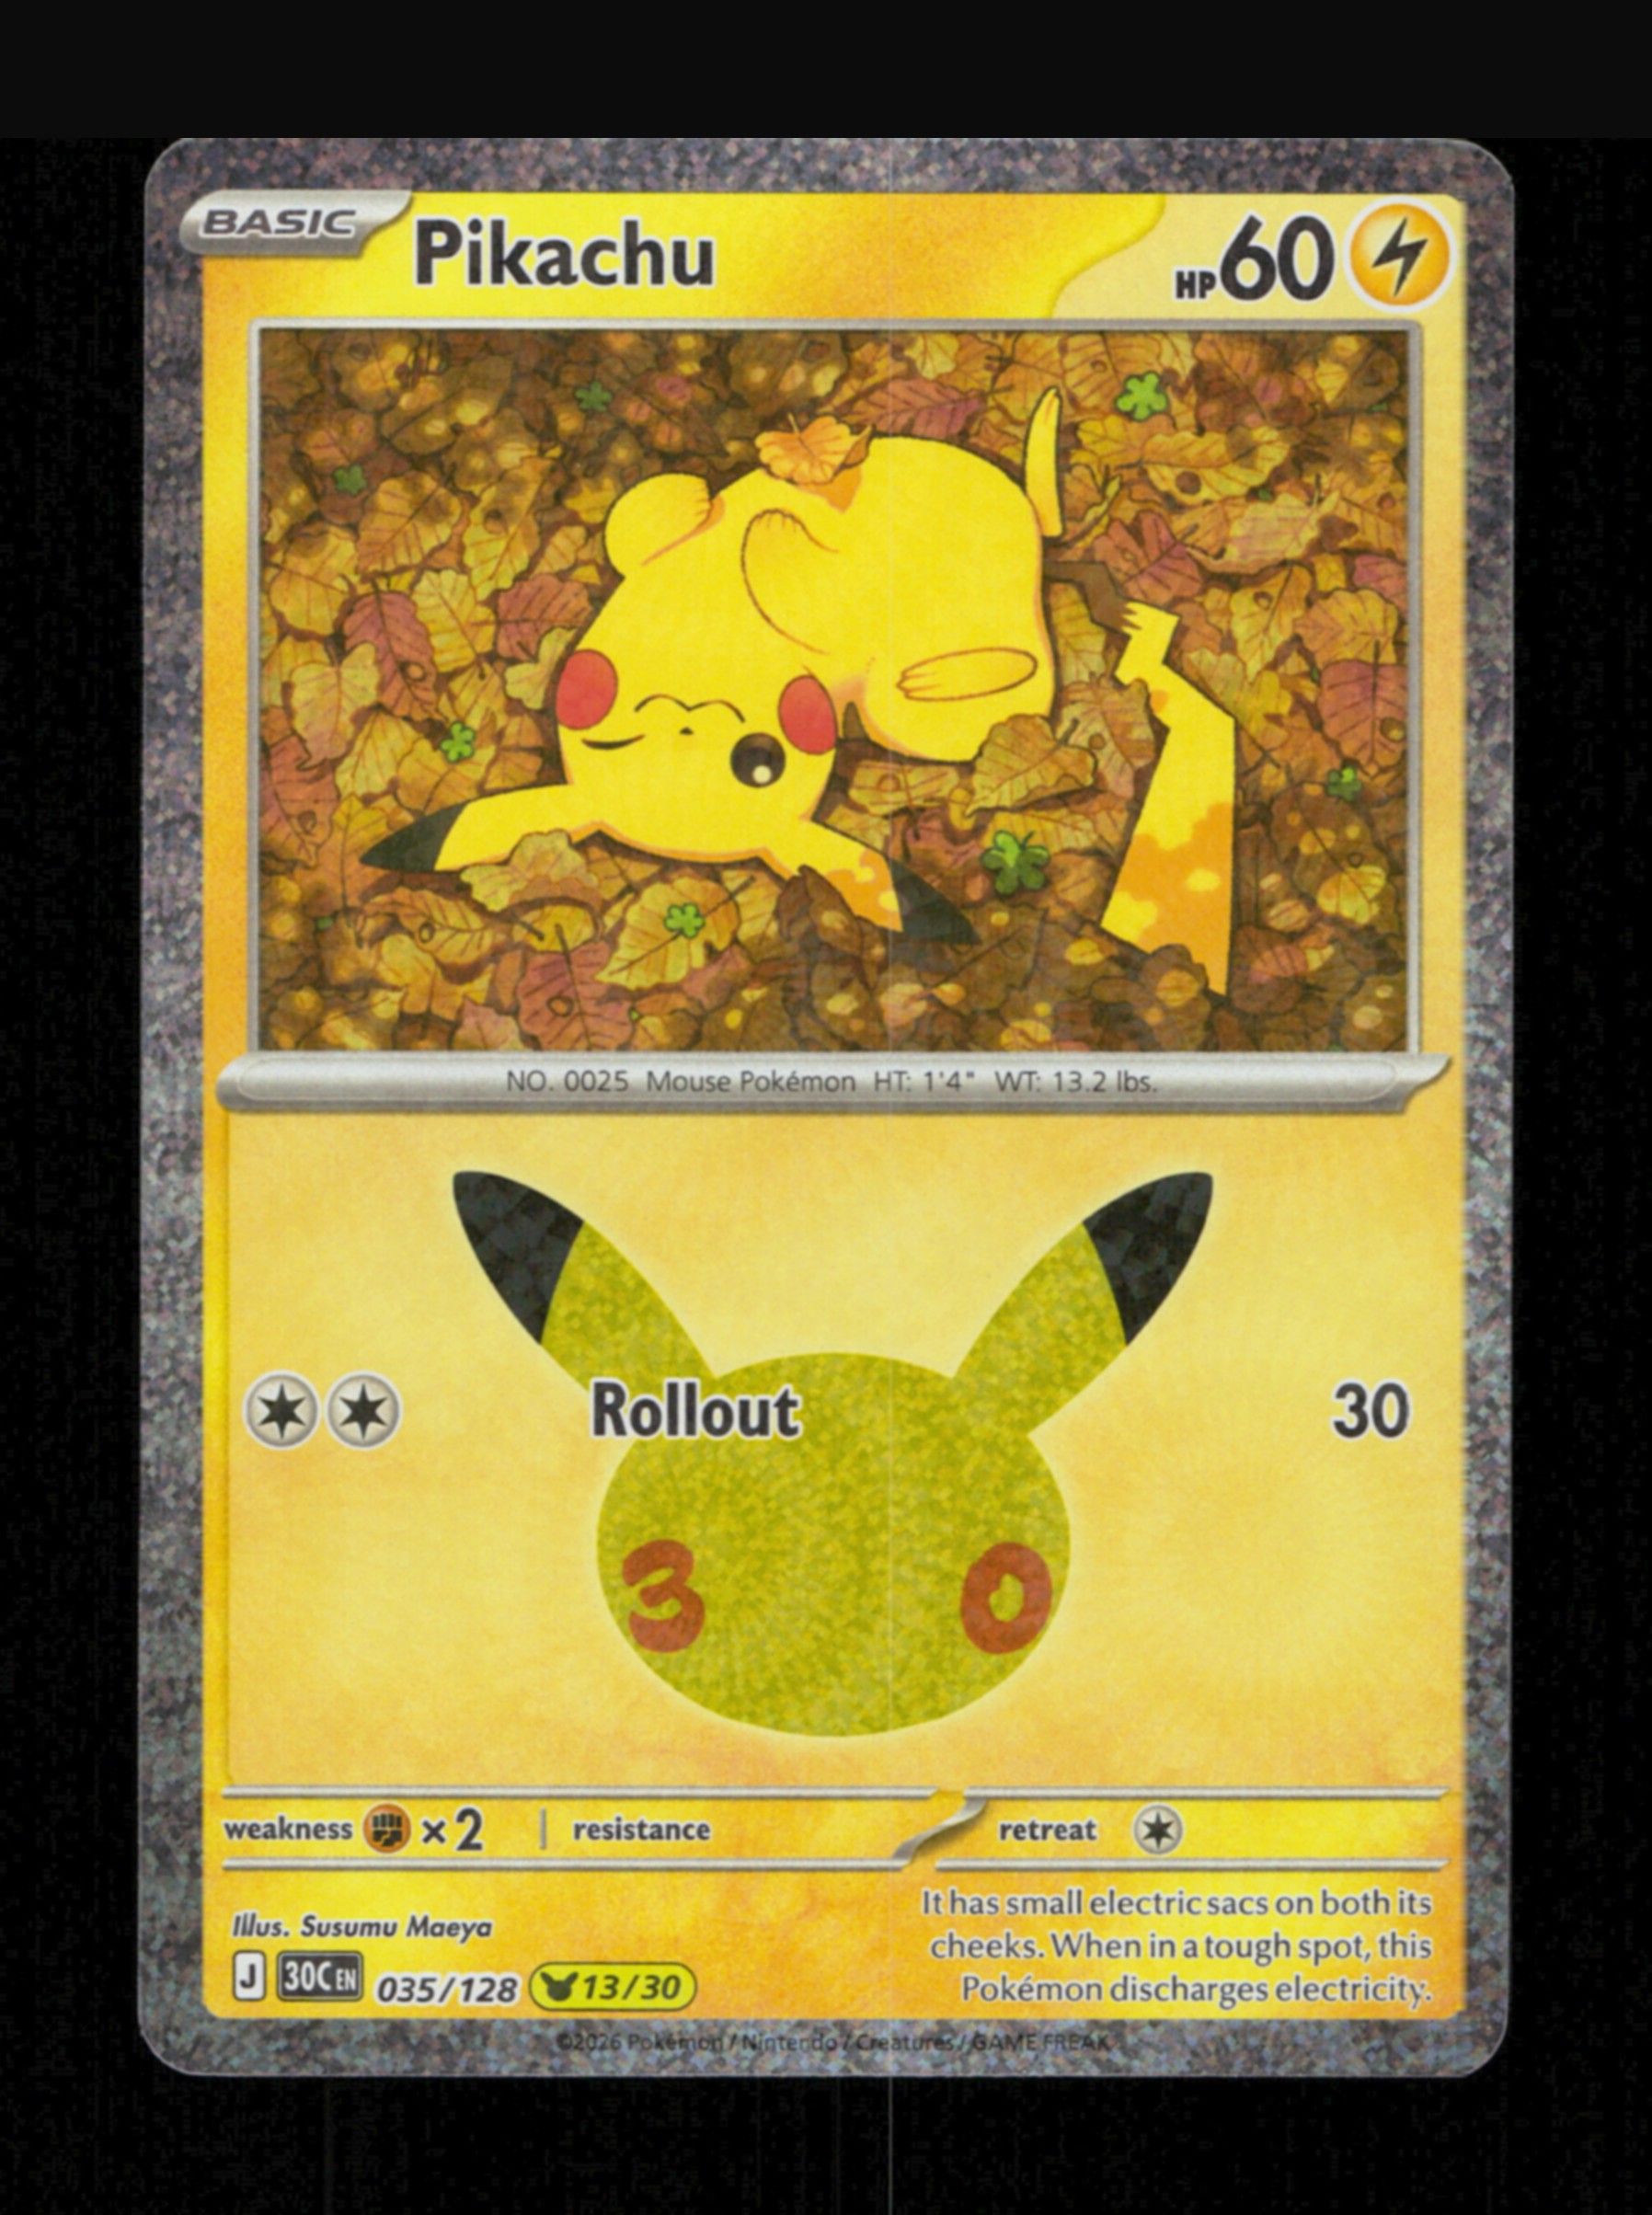 BASIC
Pikachu
HP 60
NO. 0025 Mouse Pokémon HT: 1'4" WT: 13.2 lbs.
Rollout 30
3 0
weakness ×2 resistance retreat
Illus. Susumu Maeya
It has small electric sacs on both its
cheeks. When in a tough spot, this
Pokémon discharges electricity.
J 30C EN 035/128 13/30
©2026 Pokémon / Nintendo / Creatures / GAME FREAK